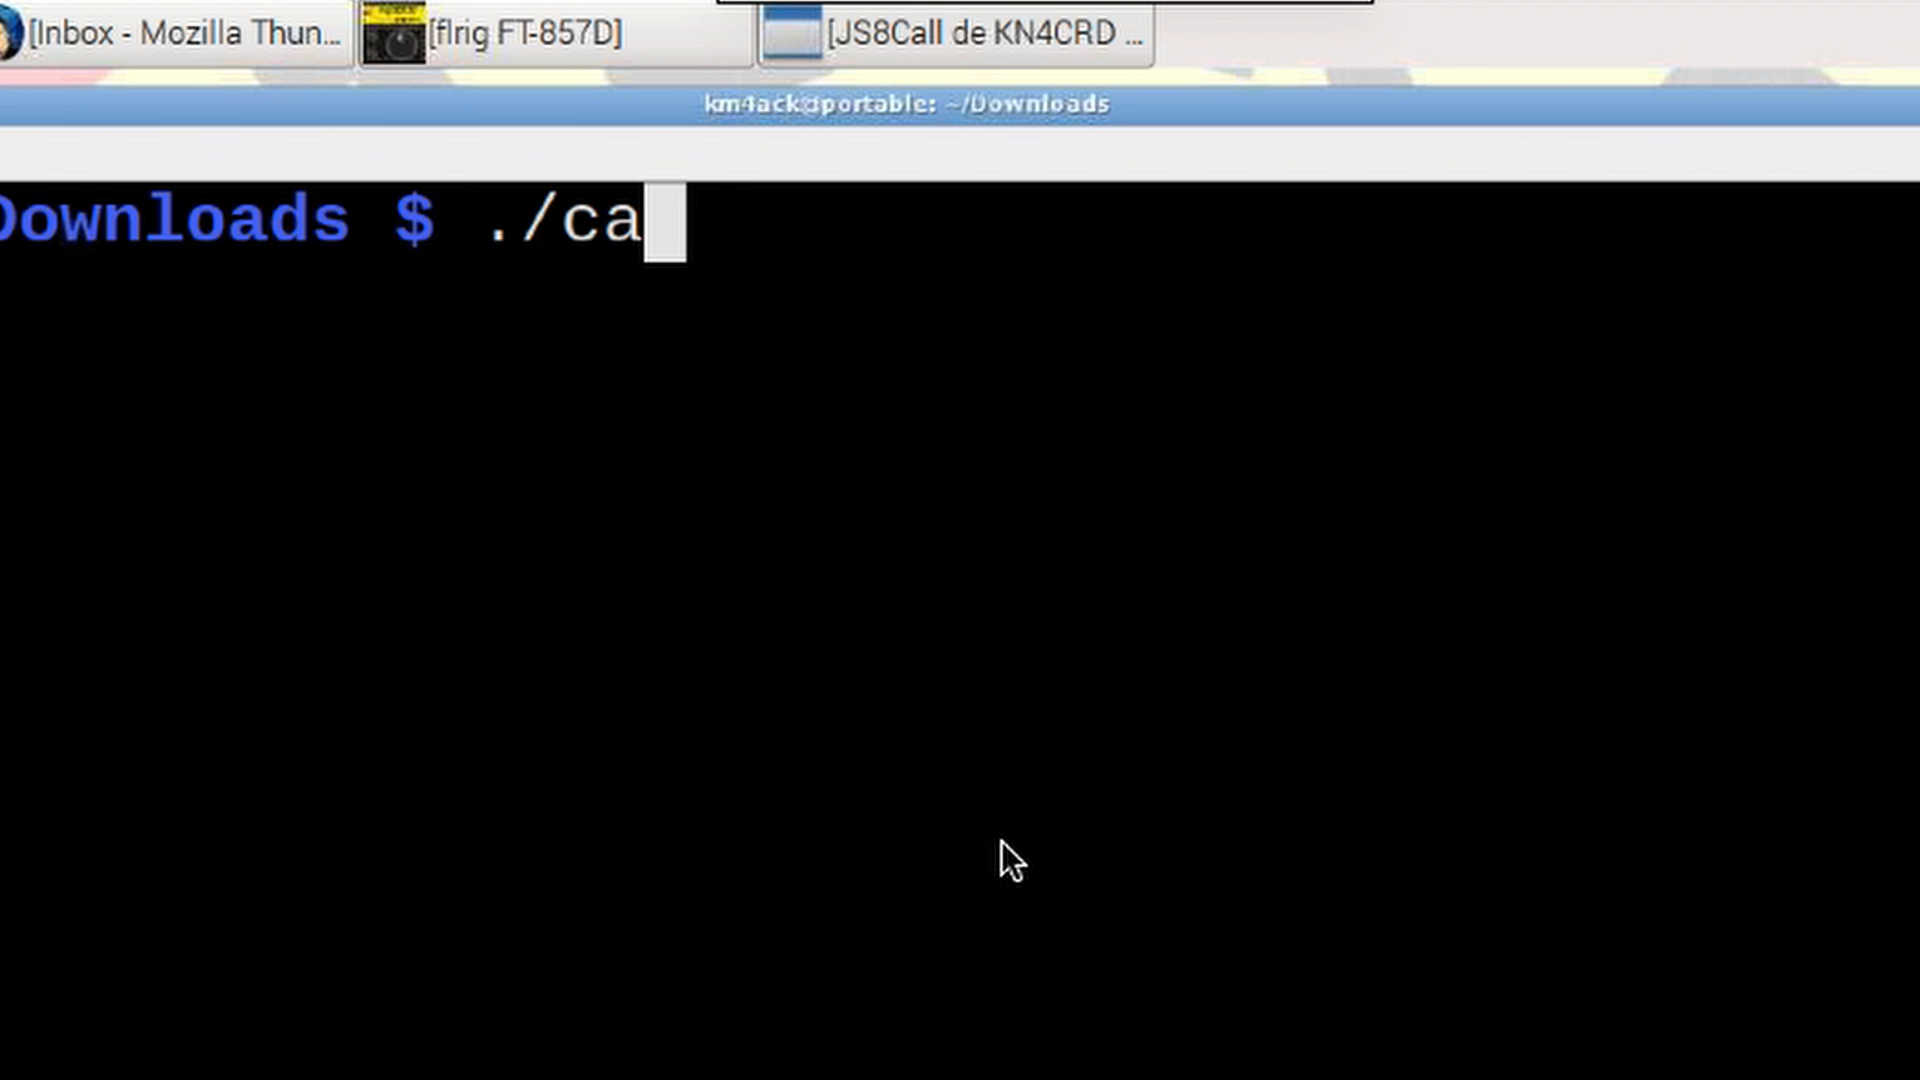 [Inbox - Mozilla Thun... [flrig FT-857D] [JS8Call de KN4CRD ...
km4ack@portable: ~/Downloads
Downloads $ ./ca